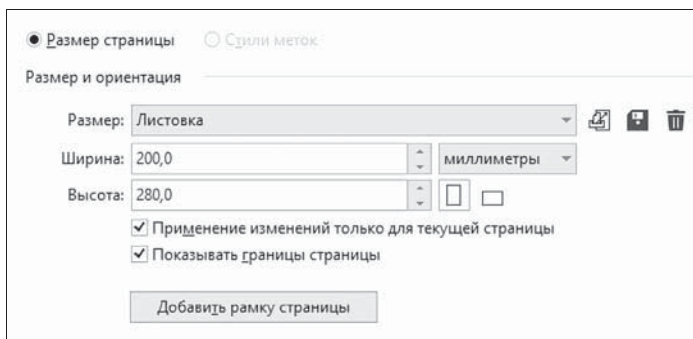 Размер страницы Стили меток
Размер и ориентация
Размер: Листовка
Ширина: 200,0 миллиметры
Высота: 280,0
Применение изменений только для текущей страницы
Показывать границы страницы
Добавить рамку страницы